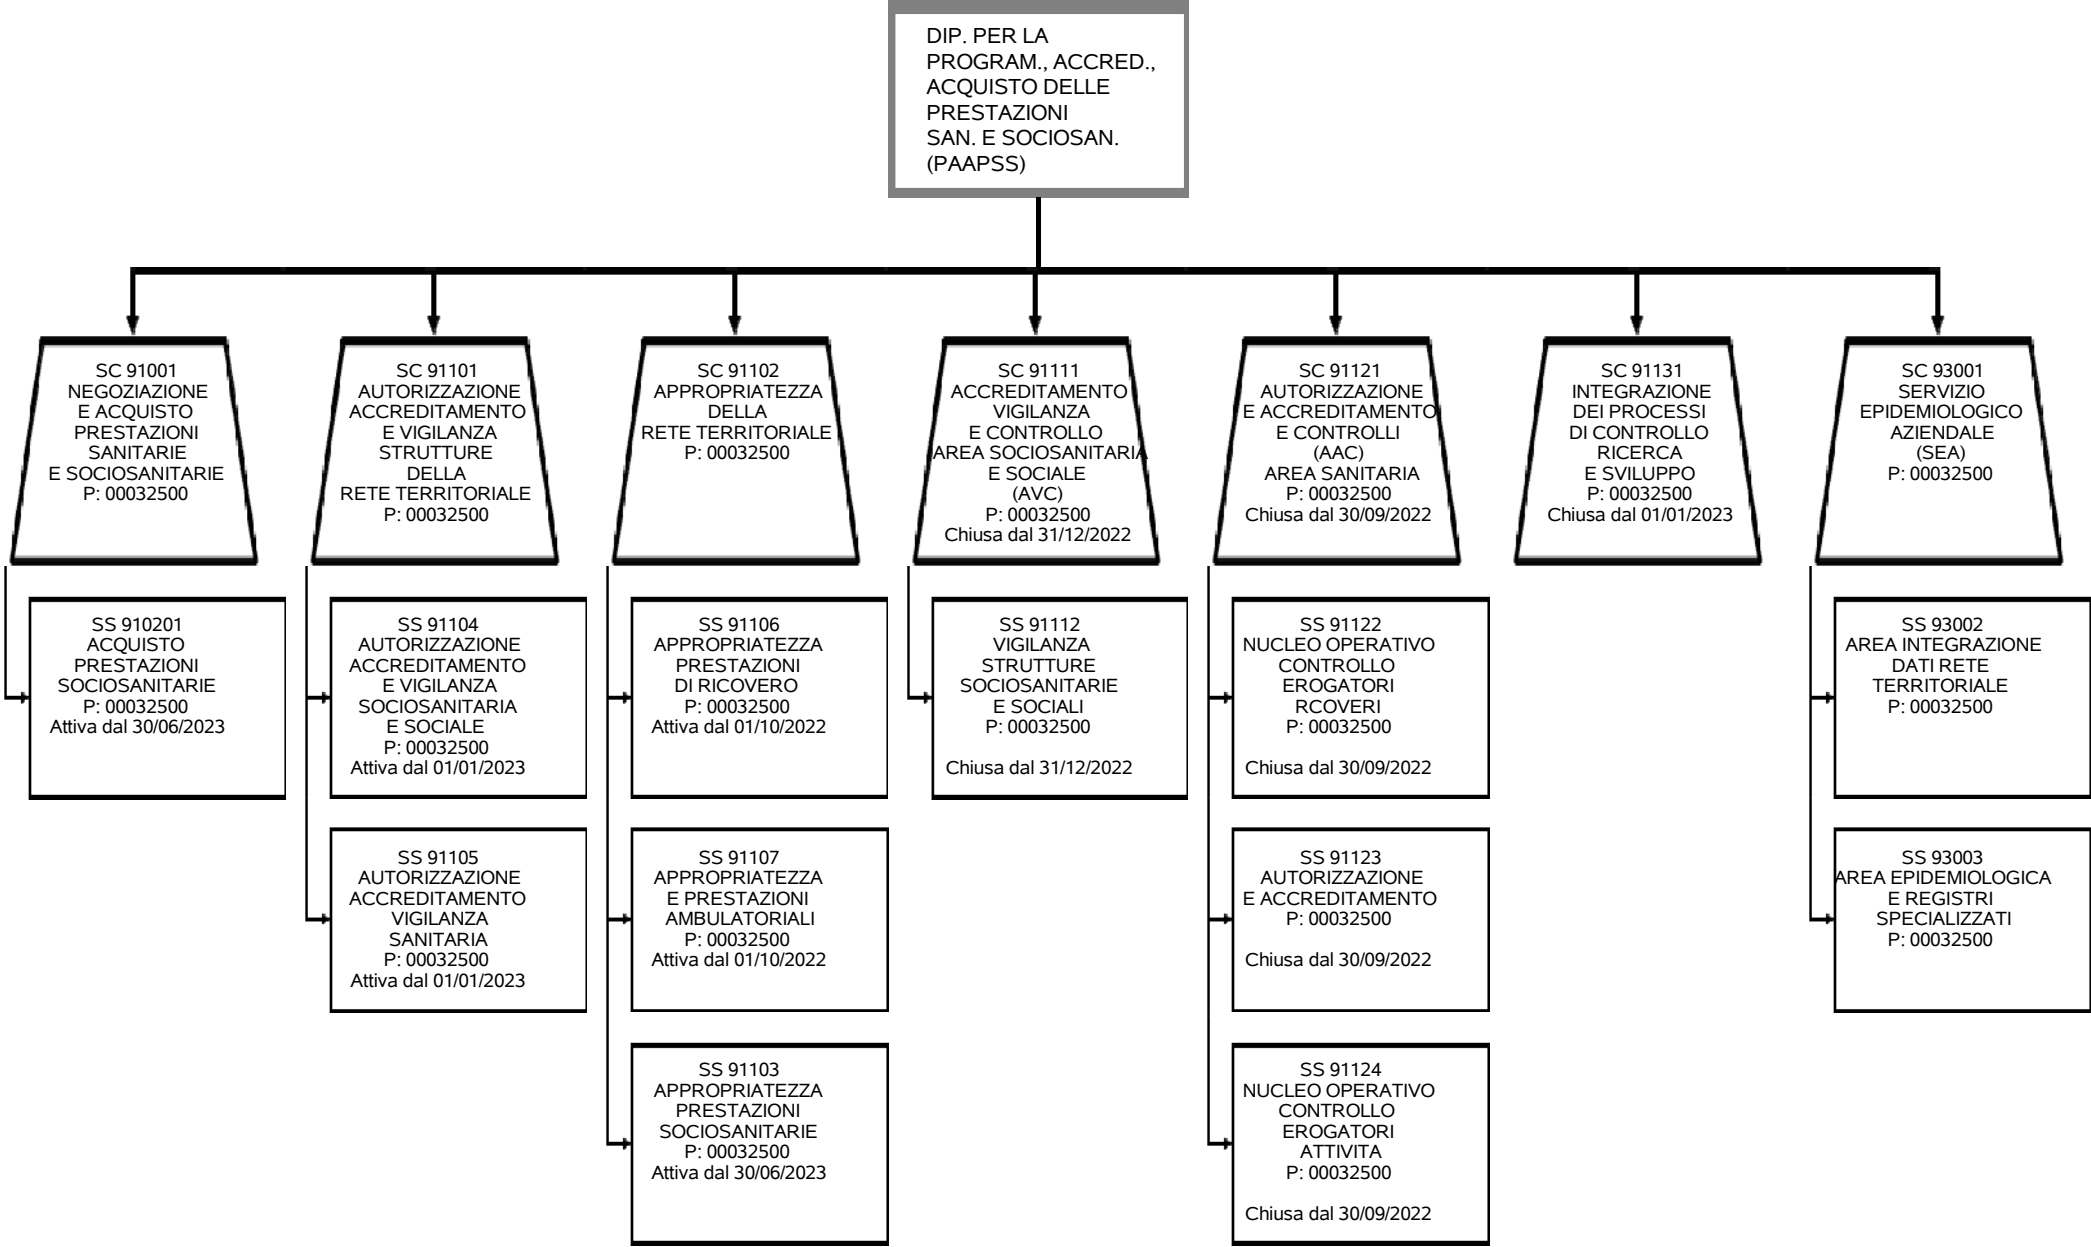 DIP. PER LA
PROGRAM., ACCRED.,
ACQUISTO DELLE
PRESTAZIONI
SAN. E SOCIOSAN.
(PAAPSS)
SC 91001
NEGOZIAZIONE
E ACQUISTO
PRESTAZIONI
SANITARIE
E SOCIOSANITARIE
P: 00032500
SC 91101
AUTORIZZAZIONE
ACCREDITAMENTO
E VIGILANZA
STRUTTURE
DELLA
RETE TERRITORIALE
P: 00032500
SC 91102
APPROPRIATEZZA
DELLA
RETE TERRITORIALE
P: 00032500
SC 91111
ACCREDITAMENTO
VIGILANZA
E CONTROLLO
AREA SOCIOSANITARIA
E SOCIALE
(AVC)
P: 00032500
Chiusa dal 31/12/2022
SC 91121
AUTORIZZAZIONE
E ACCREDITAMENTO
E CONTROLLI
(AAC)
AREA SANITARIA
P: 00032500
Chiusa dal 30/09/2022
SC 91131
INTEGRAZIONE
DEI PROCESSI
DI CONTROLLO
RICERCA
E SVILUPPO
P: 00032500
Chiusa dal 01/01/2023
SC 93001
SERVIZIO
EPIDEMIOLOGICO
AZIENDALE
(SEA)
P: 00032500
SS 910201
ACQUISTO
PRESTAZIONI
SOCIOSANITARIE
P: 00032500
Attiva dal 30/06/2023
SS 91104
AUTORIZZAZIONE
ACCREDITAMENTO
E VIGILANZA
SOCIOSANITARIA
E SOCIALE
P: 00032500
Attiva dal 01/01/2023
SS 91106
APPROPRIATEZZA
PRESTAZIONI
DI RICOVERO
P: 00032500
Attiva dal 01/10/2022
SS 91112
VIGILANZA
STRUTTURE
SOCIOSANITARIE
E SOCIALI
P: 00032500
Chiusa dal 31/12/2022
SS 91122
NUCLEO OPERATIVO
CONTROLLO
EROGATORI
RCOVERI
P: 00032500
Chiusa dal 30/09/2022
SS 93002
AREA INTEGRAZIONE
DATI RETE
TERRITORIALE
P: 00032500
SS 91105
AUTORIZZAZIONE
ACCREDITAMENTO
VIGILANZA
SANITARIA
P: 00032500
Attiva dal 01/01/2023
SS 91107
APPROPRIATEZZA
E PRESTAZIONI
AMBULATORIALI
P: 00032500
Attiva dal 01/10/2022
SS 91123
AUTORIZZAZIONE
E ACCREDITAMENTO
P: 00032500
Chiusa dal 30/09/2022
SS 93003
AREA EPIDEMIOLOGICA
E REGISTRI
SPECIALIZZATI
P: 00032500
SS 91103
APPROPRIATEZZA
PRESTAZIONI
SOCIOSANITARIE
P: 00032500
Attiva dal 30/06/2023
SS 91124
NUCLEO OPERATIVO
CONTROLLO
EROGATORI
ATTIVITA
P: 00032500
Chiusa dal 30/09/2022